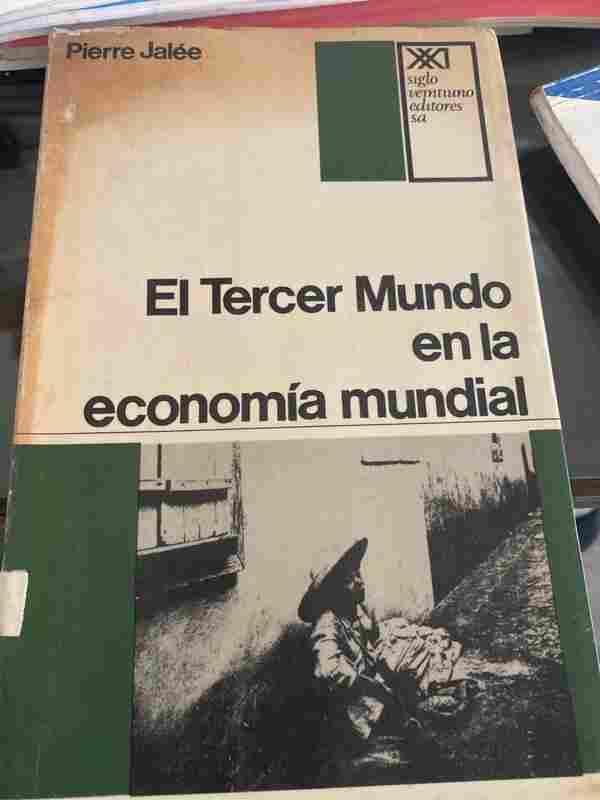 Pierre Jalée
XXI
siglo
veintiuno
editores
sa
El Tercer Mundo
en la
economía mundial